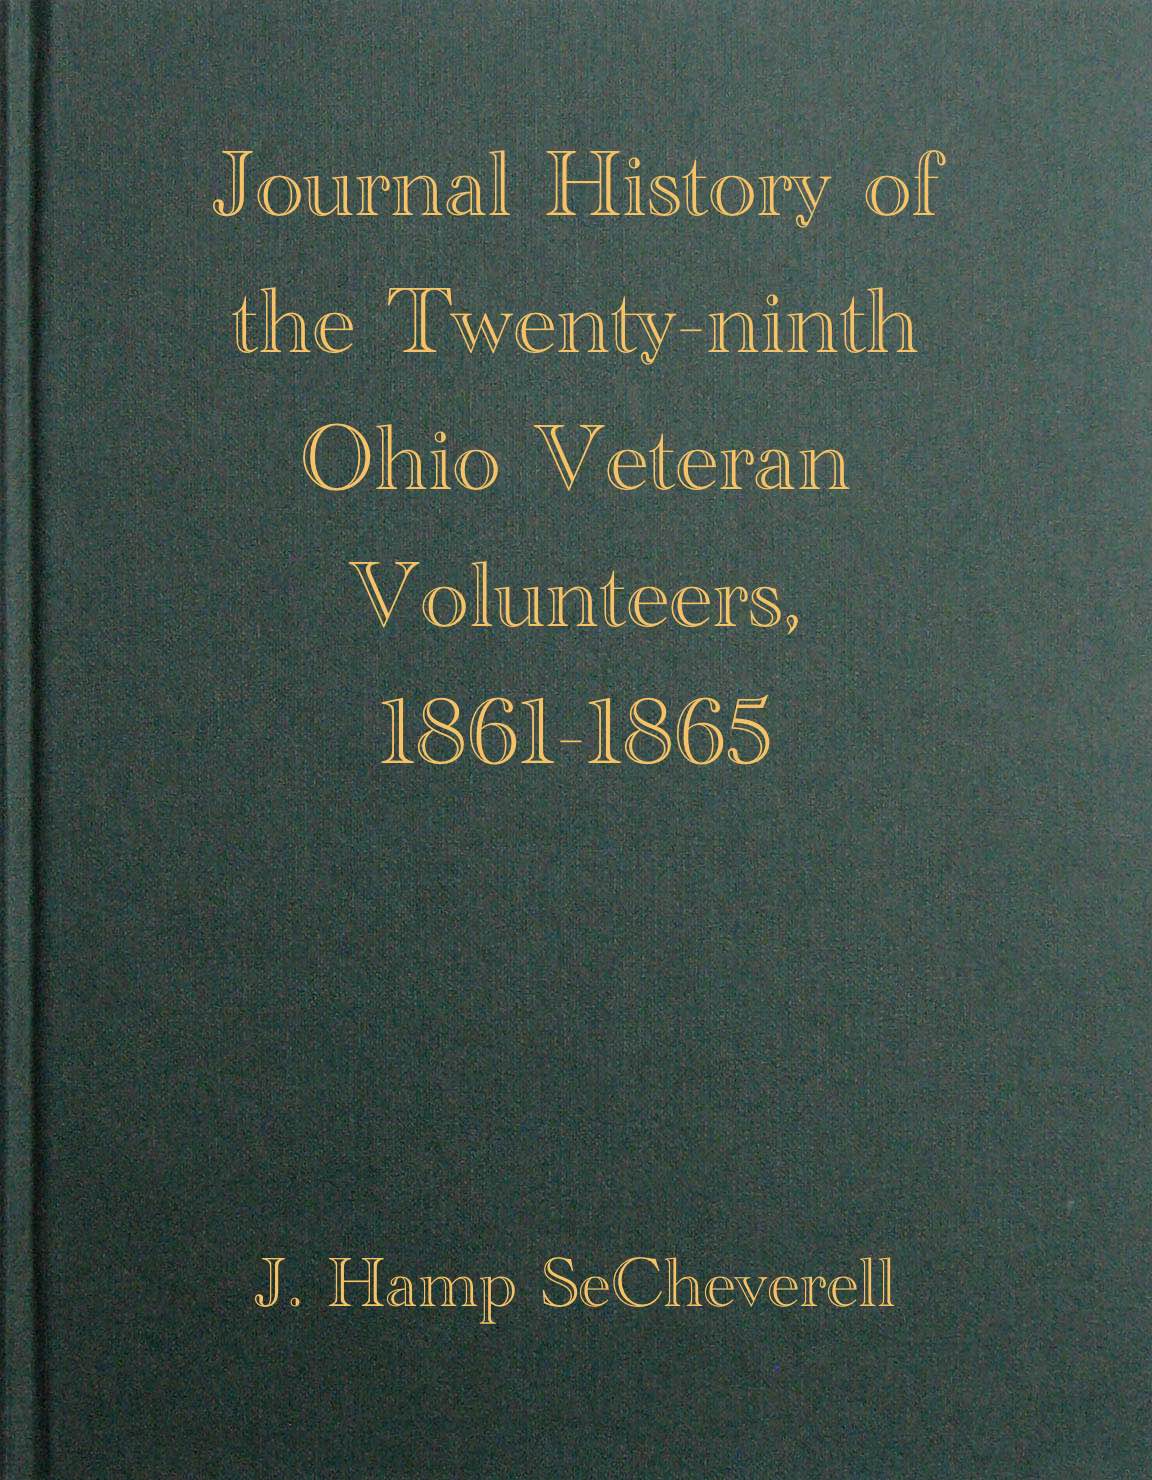 Journal History of
the Twenty-ninth
Ohio Veteran
Volunteers,
1861-1865
J. Hamp SeCheverell